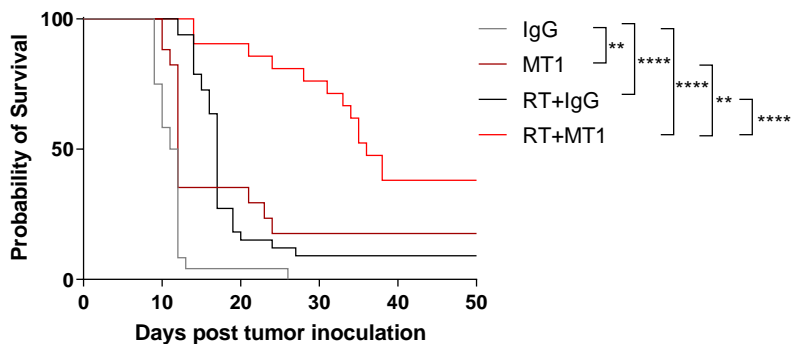 Probability of Survival
100
50
0
0
10
20
30
40
50
Days post tumor inoculation
IgG
MT1
RT+IgG
RT+MT1
**
****
****
**
****